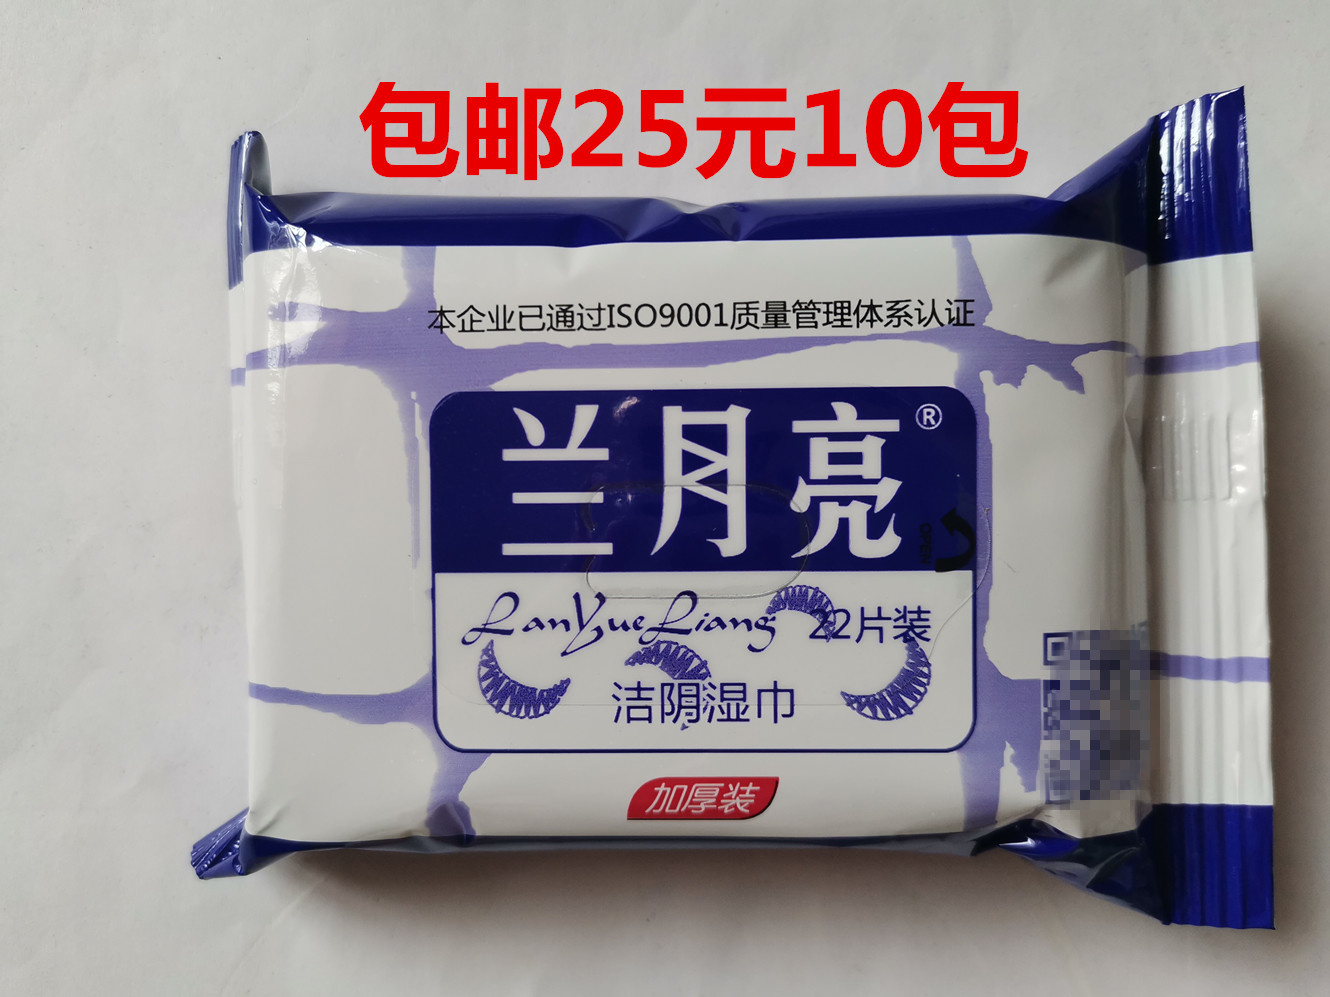 包邮25元10包
本企业已通过ISO9001质量管理体系认证
兰月亮®
OPEN
LanYueLiang
22片装
洁阴湿巾
加厚装